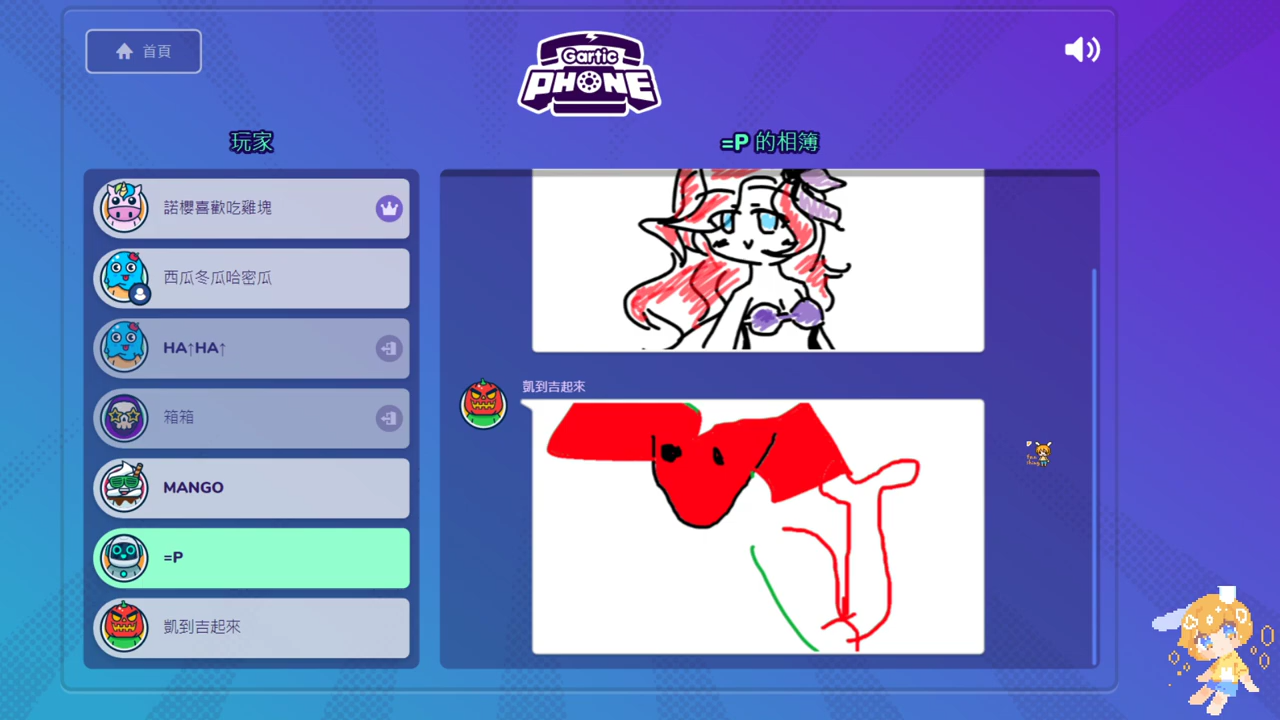 首頁
Gartic
PHONE
玩家
=P 的相簿
諾櫻喜歡吃雞塊
西瓜冬瓜哈密瓜
HA↑HA↑
箱箱
MANGO
=P
凱到吉起來
凱到吉起來